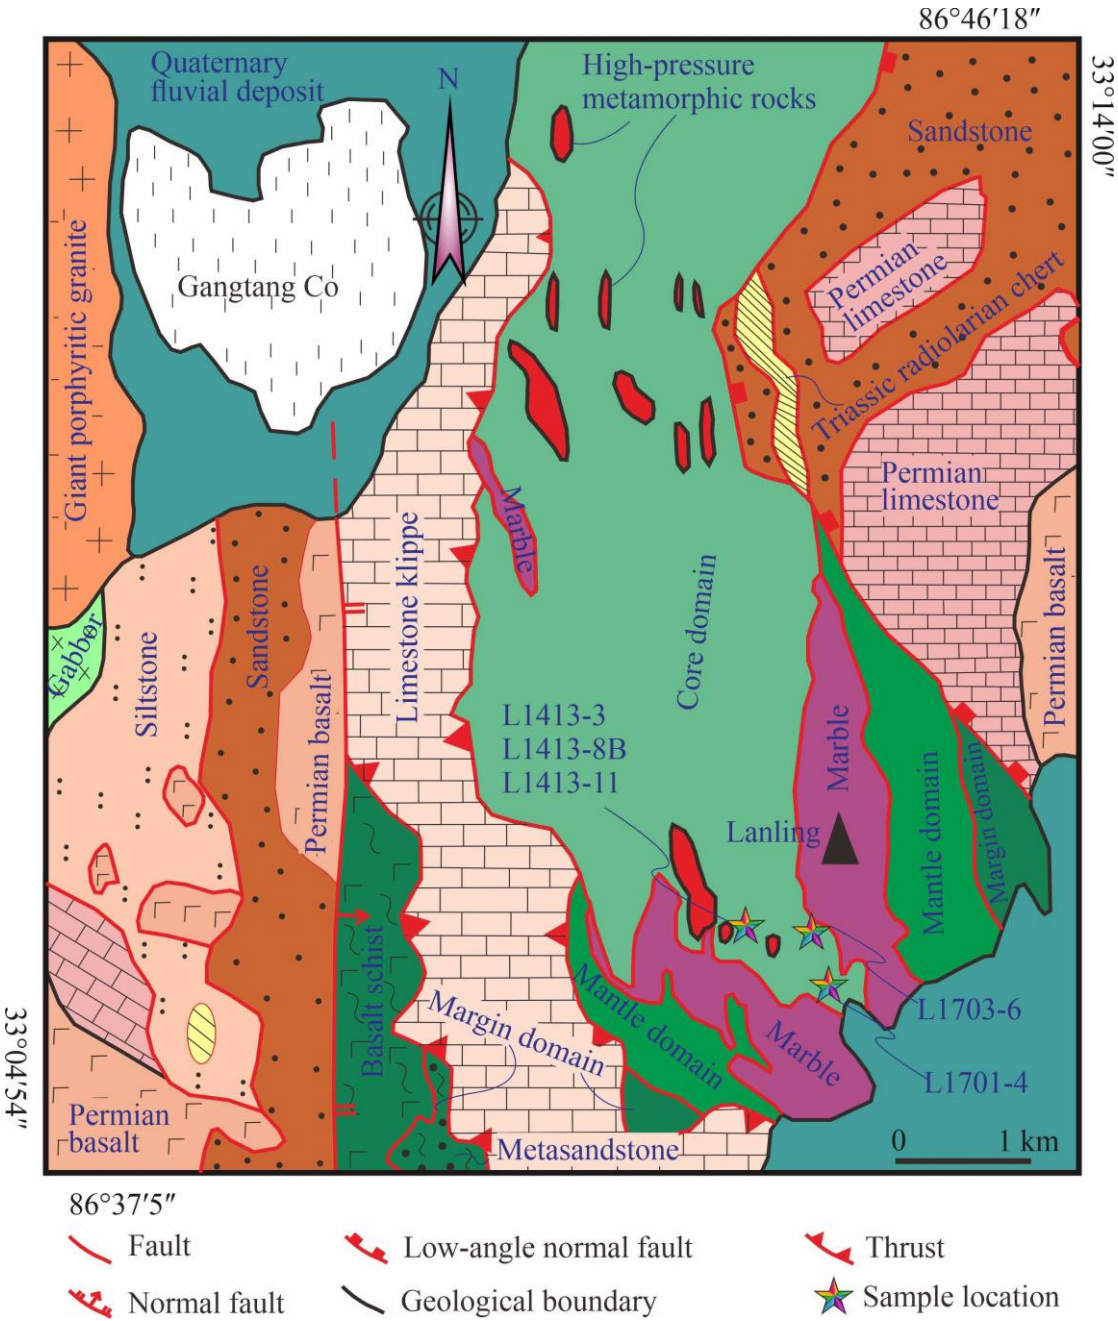 86°46′18″
33°14′00″
Quaternary
fluvial deposit
N
High-pressure
metamorphic rocks
Sandstone
Gangtang Co
Giant porphyritic granite
Permian
limestone
Triassic radiolarian chert
Permian
limestone
Marble
Limestone klippe
Sandstone
Siltstone
Gabbor
Permian basalt
Core domain
Permian basalt
L1413-3
L1413-8B
L1413-11
Marble
Lanling
Mantle domain
Margin domain
Basalt schist
Mantle domain
Margin domain
Marble
L1703-6
L1701-4
33°04′54″
Permian
basalt
Metasandstone
0 1 km
86°37′5″
Fault
Low-angle normal fault
Thrust
Normal fault
Geological boundary
Sample location